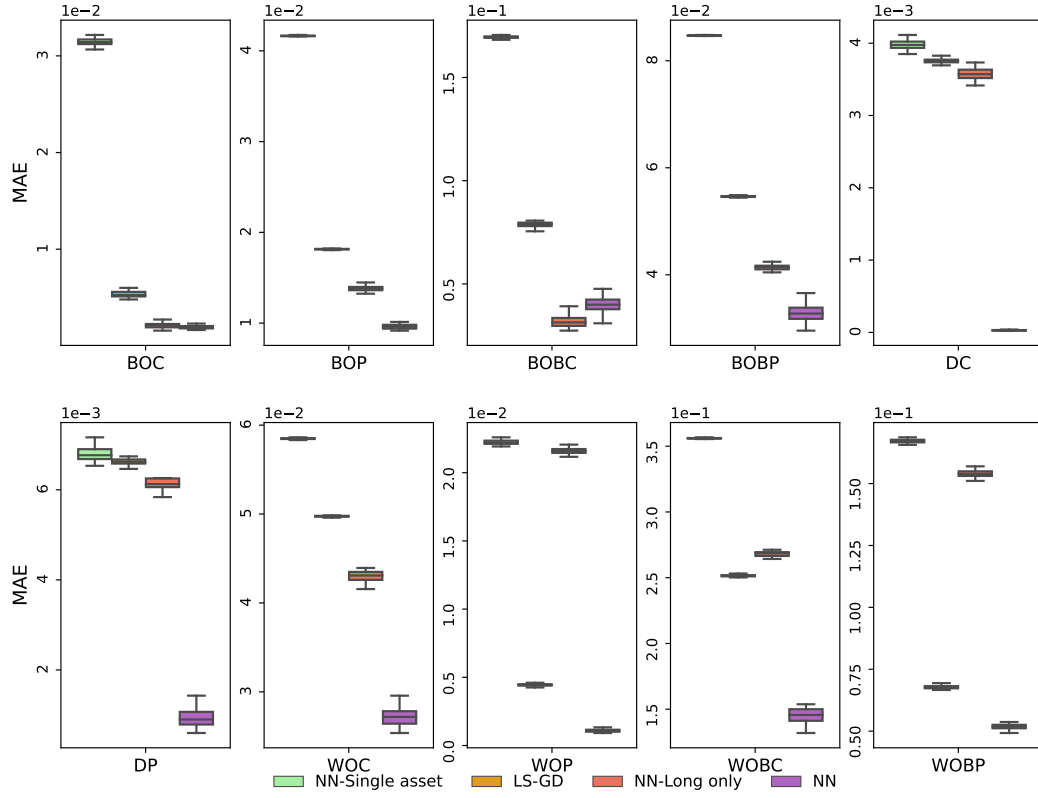 1e−2
1e−2
1e−1
1e−2
1e−3
MAE
3
2
1
4
3
2
1
1.5
1.0
0.5
8
6
4
4
3
1
0
BOC
BOP
BOBC
BOBP
DC
1e−3
1e−2
1e−2
1e−1
1e−1
MAE
6
4
2
6
5
4
3
2.0
1.5
1.0
0.5
0.0
3.5
3.0
2.5
1.5
1.50
1.25
1.00
0.75
0.50
DP
WOC
WOP
WOBC
WOBP
NN-Single asset
LS-GD
NN-Long only
NN